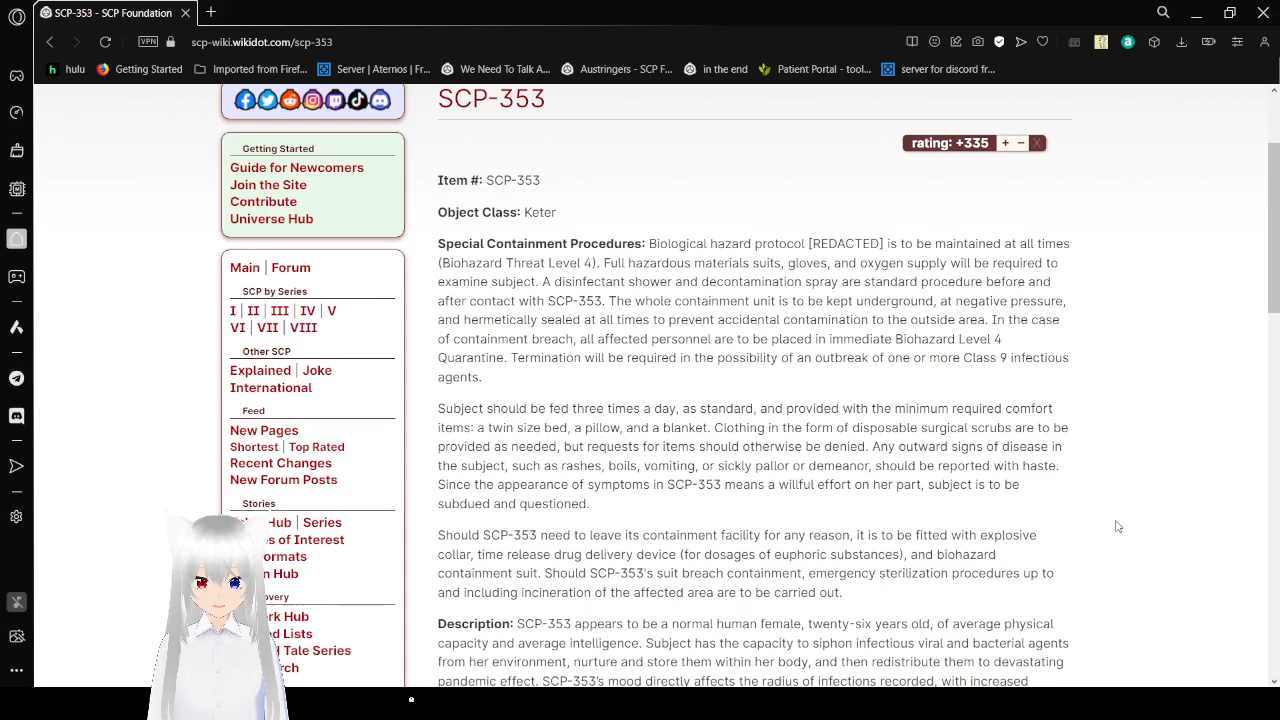 SCP-353 - SCP Foundation
VPN
scp-wiki.wikidot.com/scp-353
hulu
Getting Started
Imported from Firef...
Server | Aternos | Fr...
We Need To Talk A...
Austringers - SCP F...
in the end
Patient Portal - tool...
server for discord fr...
SCP-353
rating: +335 + − X
Getting Started
Guide for Newcomers
Join the Site
Contribute
Universe Hub
Main | Forum
SCP by Series
I | II | III | IV | V
VI | VII | VIII
Other SCP
Explained | Joke
International
Feed
New Pages
Shortest | Top Rated
Recent Changes
New Forum Posts
Stories
Hub | Series
of Interest
ormats
n Hub
overy
rk Hub
d Lists
Tale Series
rch
Item #: SCP-353
Object Class: Keter
Special Containment Procedures: Biological hazard protocol [REDACTED] is to be maintained at all times
(Biohazard Threat Level 4). Full hazardous materials suits, gloves, and oxygen supply will be required to
examine subject. A disinfectant shower and decontamination spray are standard procedure before and
after contact with SCP-353. The whole containment unit is to be kept underground, at negative pressure,
and hermetically sealed at all times to prevent accidental contamination to the outside area. In the case
of containment breach, all affected personnel are to be placed in immediate Biohazard Level 4
Quarantine. Termination will be required in the possibility of an outbreak of one or more Class 9 infectious
agents.
Subject should be fed three times a day, as standard, and provided with the minimum required comfort
items: a twin size bed, a pillow, and a blanket. Clothing in the form of disposable surgical scrubs are to be
provided as needed, but requests for items should otherwise be denied. Any outward signs of disease in
the subject, such as rashes, boils, vomiting, or sickly pallor or demeanor, should be reported with haste.
Since the appearance of symptoms in SCP-353 means a willful effort on her part, subject is to be
subdued and questioned.
Should SCP-353 need to leave its containment facility for any reason, it is to be fitted with explosive
collar, time release drug delivery device (for dosages of euphoric substances), and biohazard
containment suit. Should SCP-353's suit breach containment, emergency sterilization procedures up to
and including incineration of the affected area are to be carried out.
Description: SCP-353 appears to be a normal human female, twenty-six years old, of average physical
capacity and average intelligence. Subject has the capacity to siphon infectious viral and bacterial agents
from her environment, nurture and store them within her body, and then redistribute them to devastating
pandemic effect. SCP-353's mood directly affects the radius of infections recorded, with increased